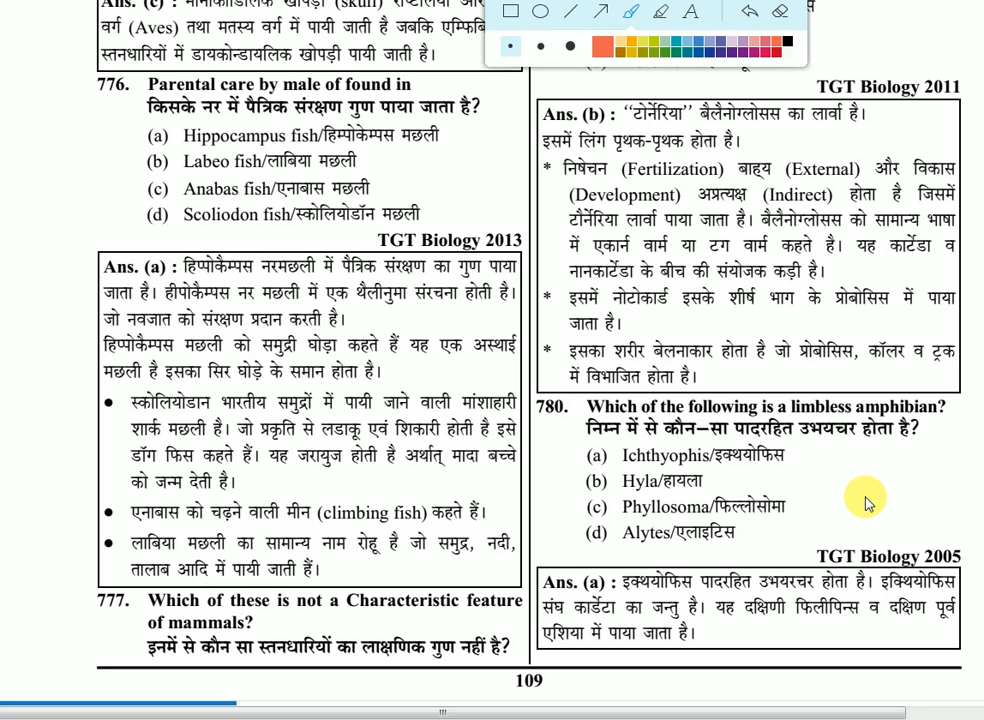 वर्ग (Aves) तथा मतस्य वर्ग में पायी जाती है जबकि एम्फिबि
स्तनधारियों में डायकोन्डायलिक खोपड़ी पायी जाती है।
776. Parental care by male of found in
किसके नर में पैत्रिक संरक्षण गुण पाया जाता है?
(a) Hippocampus fish/हिम्पोकेम्पस मछली
(b) Labeo fish/लाबिया मछली
(c) Anabas fish/एनाबास मछली
(d) Scoliodon fish/स्कोलियोडॉन मछली
TGT Biology 2013
Ans. (a) : हिप्पोकैम्पस नरमछली में पैत्रिक संरक्षण का गुण पाया
जाता है। हीपोकैम्पस नर मछली में एक थैलीनुमा संरचना होती है।
जो नवजात को संरक्षण प्रदान करती है।
हिप्पोकैम्पस मछली को समुद्री घोड़ा कहते हैं यह एक अस्थाई
मछली है इसका सिर घोड़े के समान होता है।
• स्कोलियोडान भारतीय समुद्रों में पायी जाने वाली मांशाहारी
शार्क मछली है। जो प्रकृति से लडाकू एवं शिकारी होती है इसे
डॉग फिस कहते हैं। यह जरायुज होती है अर्थात् मादा बच्चे
को जन्म देती है।
• एनाबास को चढ़ने वाली मीन (climbing fish) कहते हैं।
• लाबिया मछली का सामान्य नाम रोहू है जो समुद्र, नदी,
तालाब आदि में पायी जाती हैं।
777. Which of these is not a Characteristic feature
of mammals?
इनमें से कौन सा स्तनधारियों का लाक्षणिक गुण नहीं है?
A
TGT Biology 2011
Ans. (b) : “टोर्नेरिया” बैलैनोग्लोसस का लार्वा है।
इसमें लिंग पृथक-पृथक होता है।
* निषेचन (Fertilization) बाह्य (External) और विकास
(Development) अप्रत्यक्ष (Indirect) होता है जिसमें
टौर्नेरिया लार्वा पाया जाता है। बैलैनोग्लोसस को सामान्य भाषा
में एकार्न वार्म या टग वार्म कहते है। यह कार्टेडा व
नानकार्टेडा के बीच की संयोजक कड़ी है।
* इसमें नोटोकार्ड इसके शीर्ष भाग के प्रोबोसिस में पाया
जाता है।
* इसका शरीर बेलनाकार होता है जो प्रोबोसिस, कॉलर व ट्रक
में विभाजित होता है।
780. Which of the following is a limbless amphibian?
निम्न में से कौन–सा पादरहित उभयचर होता है?
(a) Ichthyophis/इक्थयोफिस
(b) Hyla/हायला
(c) Phyllosoma/फिल्लोसोमा
(d) Alytes/एलाइटिस
TGT Biology 2005
Ans. (a) : इक्थयोफिस पादरहित उभयरचर होता है। इक्थियोफिस
संघ कार्डेटा का जन्तु है। यह दक्षिणी फिलीपिन्स व दक्षिण पूर्व
एशिया में पाया जाता है।
109